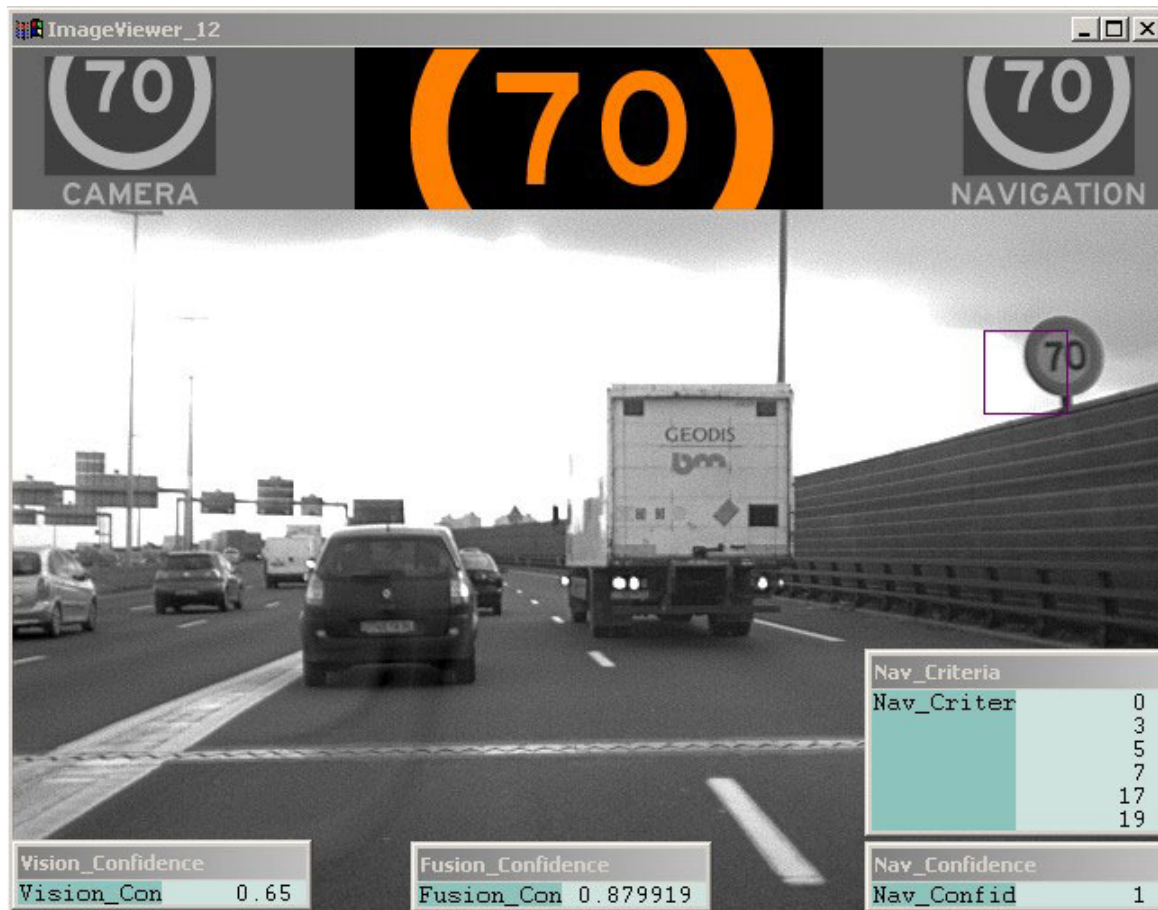 ImageViewer_12
70
70
70
CAMERA
NAVIGATION
70
GEODIS
bm
Nav_Criteria
Nav_Criter 0
3
5
7
17
19
Vision_Confidence
Vision_Con 0.65
Fusion_Confidence
Fusion_Con 0.879919
Nav_Confidence
Nav_Confid 1